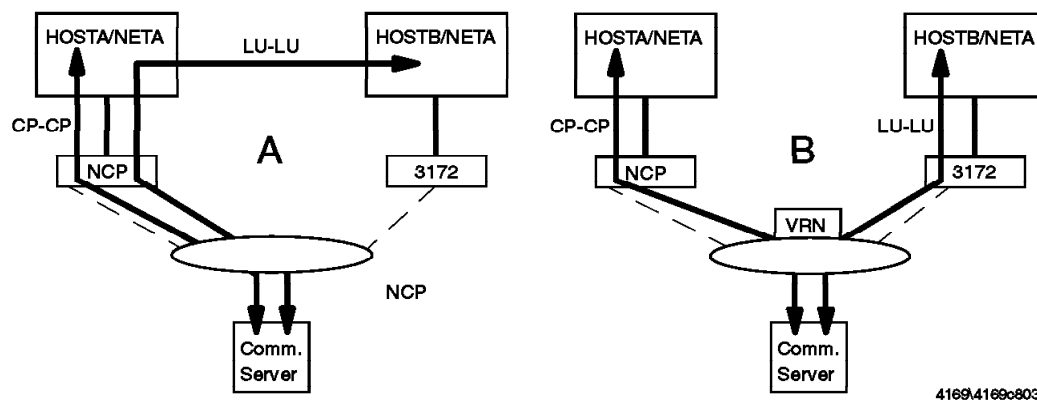 HOSTA/NETA
LU-LU
HOSTB/NETA
CP-CP
A
NCP
3172
NCP
Comm.
Server
HOSTA/NETA
HOSTB/NETA
CP-CP
LU-LU
B
NCP
3172
VRN
Comm.
Server
4169\4169c803